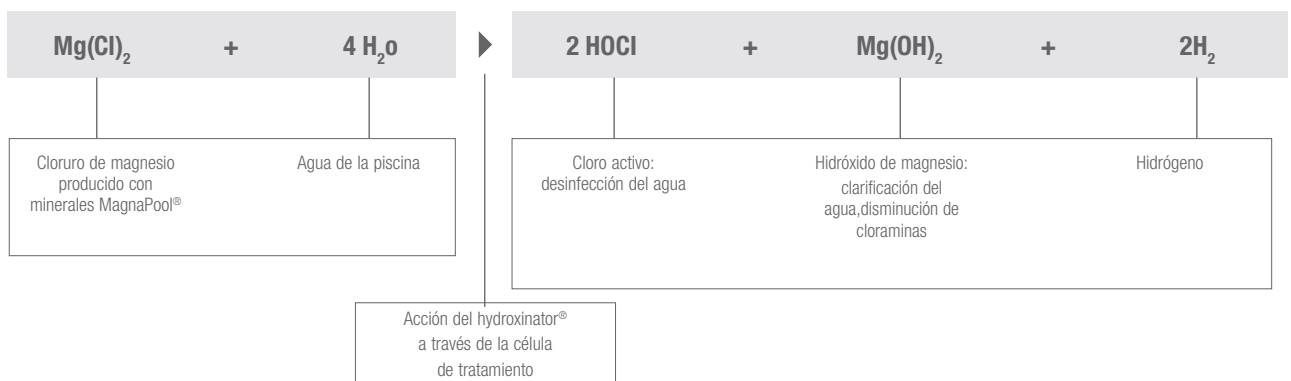 Mg(Cl)₂ + 4 H₂o ▶ 2 HOCl + Mg(OH)₂ + 2H₂
Cloruro de magnesio
producido con
minerales MagnaPool®
Agua de la piscina
Cloro activo:
desinfección del agua
Hidróxido de magnesio:
clarificación del
agua,disminución de
cloraminas
Hidrógeno
Acción del hydroxinator®
a través de la célula
de tratamiento